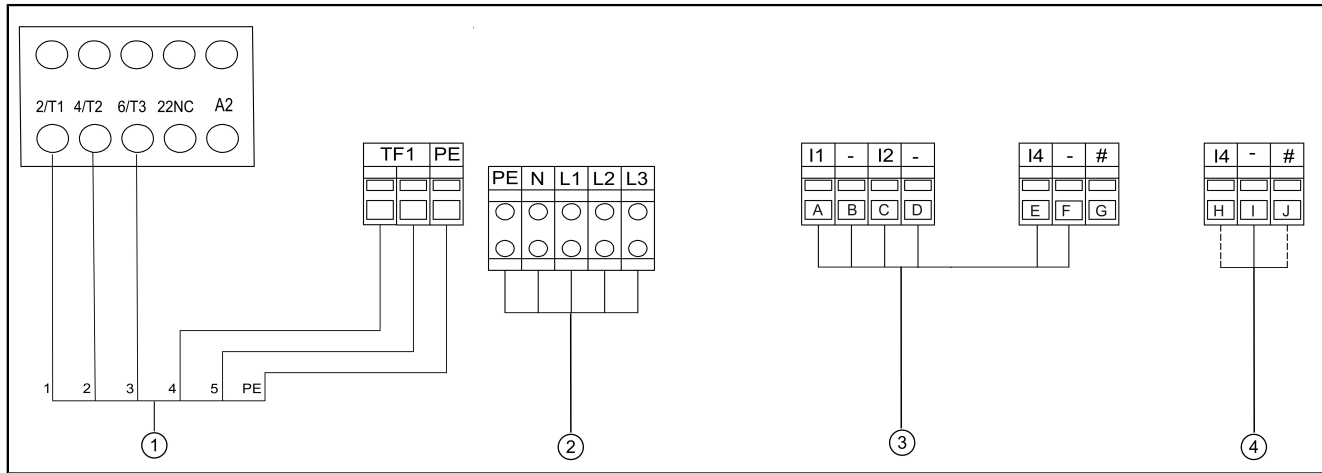 2/T1 4/T2 6/T3 22NC A2
TF1 PE
PE N L1 L2 L3
I1 - I2 -
A B C D
I4 - #
E F G
I4 - #
H I J
1 2 3 4 5 PE
1
2
3
4